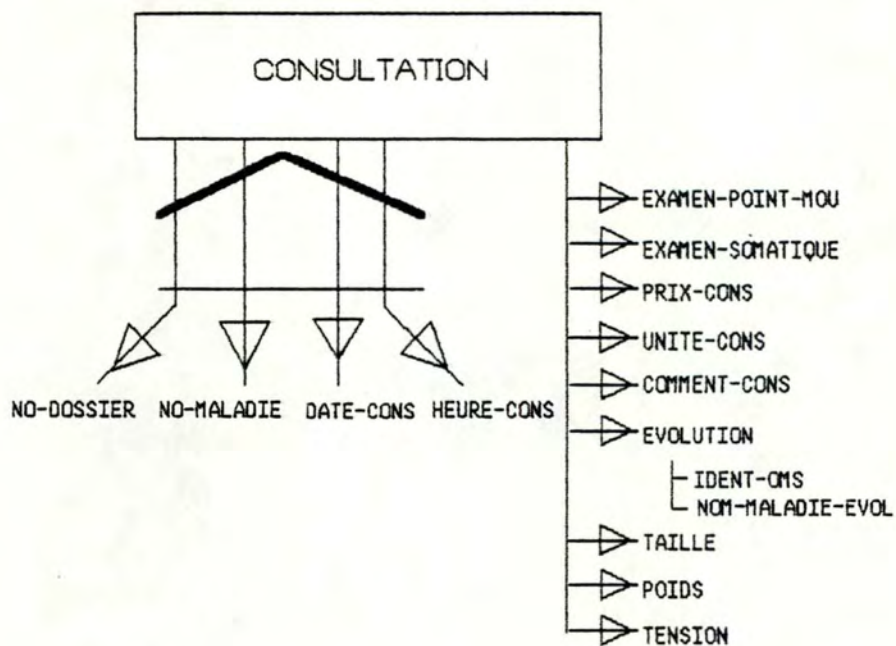 CONSULTATION
EXAMEN-POINT-MOU
EXAMEN-SOMATIQUE
PRIX-CONS
UNITE-CONS
COMMENT-CONS
EVOLUTION
IDENT-OMS
NOM-MALADIE-EVOL
TAILLE
POIDS
TENSION
NO-DOSSIER NO-MALADIE DATE-CONS HEURE-CONS